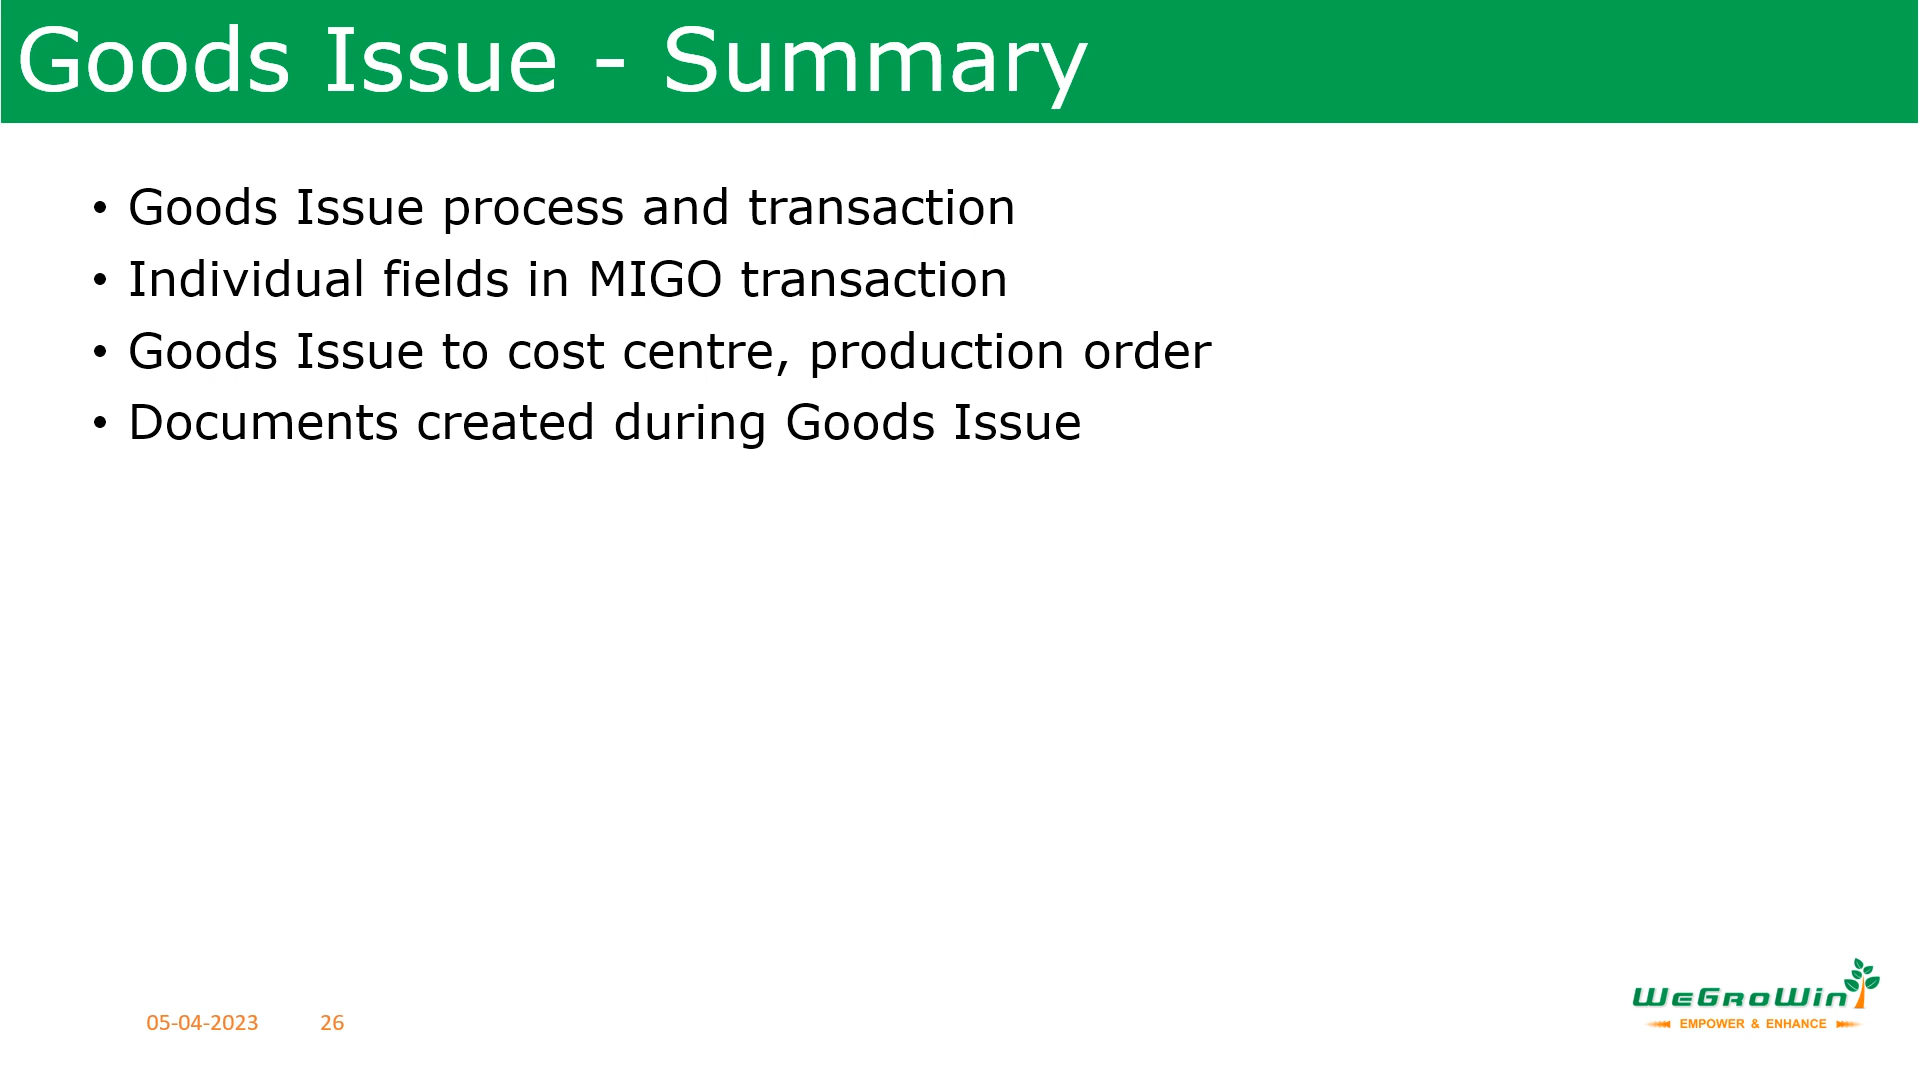 Goods Issue - Summary
• Goods Issue process and transaction
• Individual fields in MIGO transaction
• Goods Issue to cost centre, production order
• Documents created during Goods Issue
05-04-2023 26
WeGroWin
EMPOWER & ENHANCE